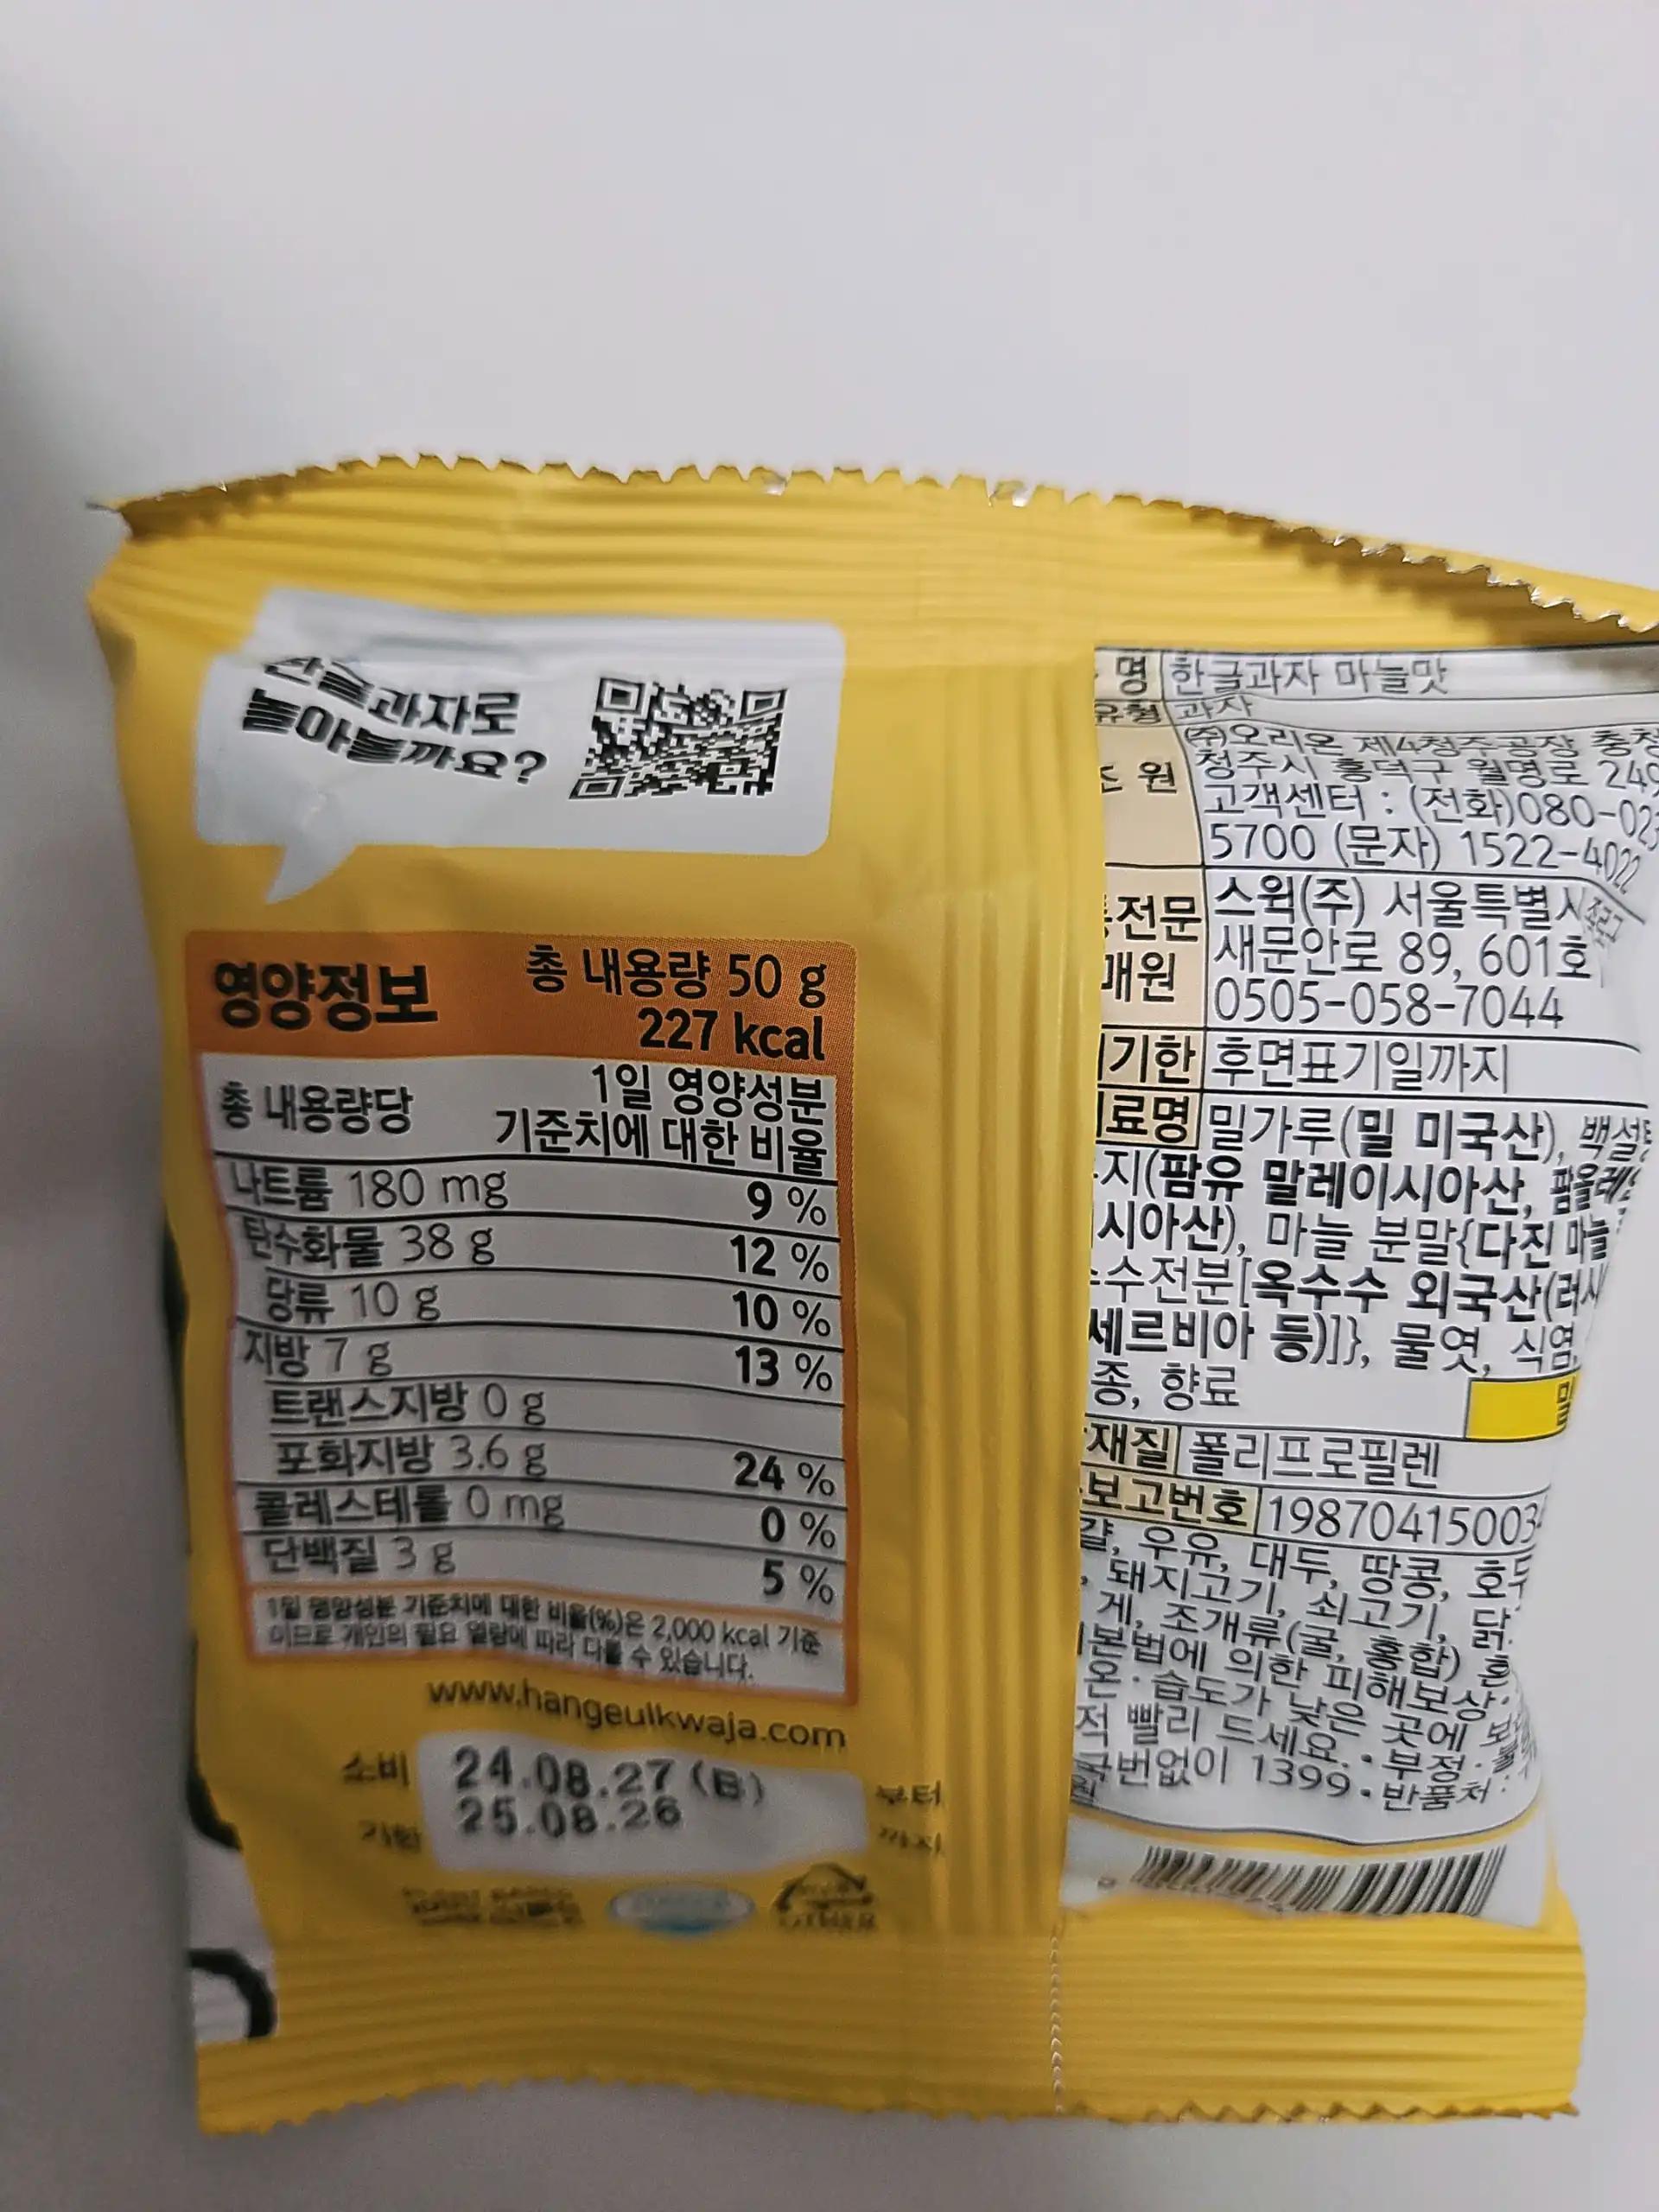 한글과자로
놀아볼까요?
영양정보
총 내용량 50 g
227 kcal
총 내용량당
1일 영양성분
기준치에 대한 비율
나트륨 180 mg 9 %
탄수화물 38 g 12 %
당류 10 g 10 %
지방 7 g 13 %
트랜스지방 0 g
포화지방 3.6 g 24 %
콜레스테롤 0 mg 0 %
단백질 3 g 5 %
1일 영양성분 기준치에 대한 비율(%)은 2,000 kcal 기준
이므로 개인의 필요 열량에 따라 다를 수 있습니다.
www.hangeulkwaja.com
소비 24.08.27 (B) 부터
기한 25.08.26 까지
OTHER
명 한글과자 마늘맛
유형 과자
원 (주)오리온 제4청주공장
청주시 흥덕구 월명로 249
고객센터 : (전화)080-023
5700 (문자) 1522-4022
전문 스윅(주) 서울특별시 종로구
매원 새문안로 89, 601호
0505-058-7044
기한 후면표기일까지
료명 밀가루(밀 미국산),
지(팜유 말레이시아산,
시아산), 마늘 분말{다진 마늘
수전분[옥수수 외국산(
세르비아 등)]}, 물엿, 식염,
종, 향료
밀
재질 폴리프로필렌
보고번호 19870415003
우유, 대두, 땅콩,
돼지고기, 쇠고기,
게, 조개류(굴, 홍합)
본법에 의한 피해보상
온·습도가 낮은 곳에
빨리 드세요. • 부정·
국번없이 1399 • 반품처 :